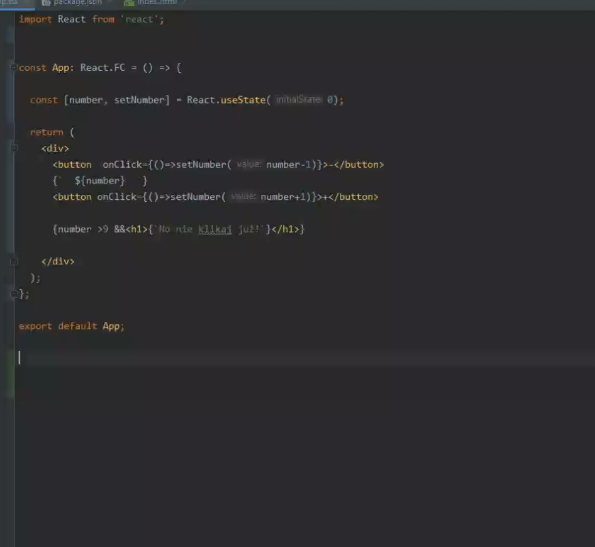 package.json index.html
import React from 'react';
const App: React.FC = () => {
const [number, setNumber] = React.useState( initialState: 0);
return (
<div>
<button  onClick={()=>setNumber( value: number-1)}>-</button>
{`  ${number}  `}
<button onClick={()=>setNumber( value: number+1)}>+</button>
{number >9 &&<h1>{`No nie klikaj już!`}</h1>}
</div>
);
};
export default App;